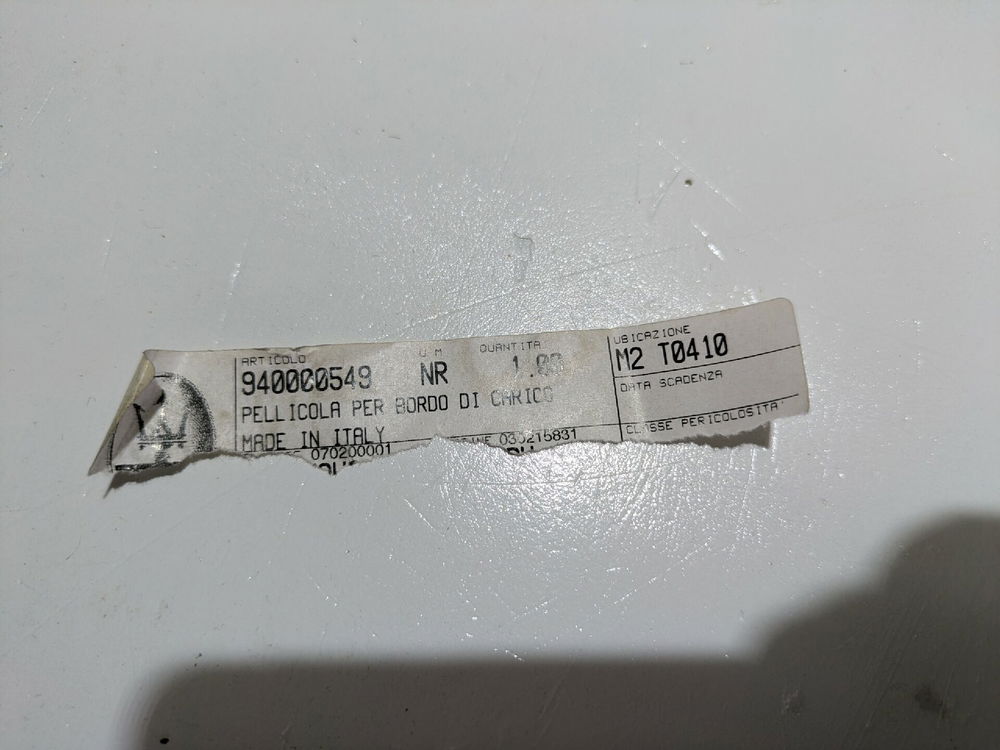 ARTICOLO U M QUANTITA
940000549 NR 1.00
PELLICOLA PER BORDO DI CARICO
MADE IN ITALY
070200001
UBICAZIONE
M2 T0410
DATA SCADENZA
CLASSE PERICOLOSITA'